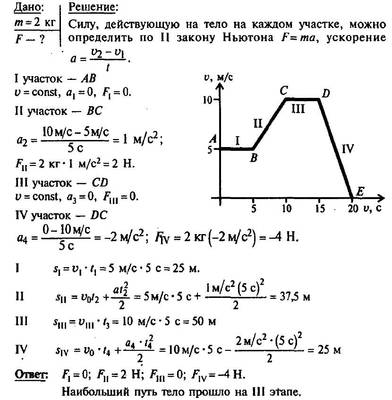 Дано:
m = 2 кг
F — ?
Решение:
Силу, действующую на тело на каждом участке, можно
определить по II закону Ньютона F=ma, ускорение
a = (v₂ − v₁)/t.
I участок — AB
v = const, a₁ = 0, F₁ = 0.
II участок — BC
a₂ = (10 м/с − 5 м/с)/(5 с) = 1 м/с²;
F_II = 2 кг · 1 м/с² = 2 Н.
III участок — CD
v = const, a₃ = 0, F_III = 0.
IV участок — DC
a₄ = (0 − 10 м/с)/(5 с) = −2 м/с²; F_IV = 2 кг(−2 м/с²) = −4 Н.
v, м/с
10
5
A
I
B
II
C
III
D
IV
E
0
5
10
15
20
v, с
I s₁ = v₁ · t₁ = 5 м/с · 5 с = 25 м.
II s_II = v₀t₂ + at₂²/2 = 5 м/с · 5 с + (1 м/с² (5 с)²)/2 = 37,5 м
III s_III = v_III · t₃ = 10 м/с · 5 с = 50 м
IV s_IV = v₀ · t₄ + (a₄ · t₄²)/2 = 10 м/с · 5 с − (2 м/с² · (5 с)²)/2 = 25 м
Ответ: F₁ = 0; F_II = 2 Н; F_III = 0; F_IV = −4 Н.
Наибольший путь тело прошло на III этапе.